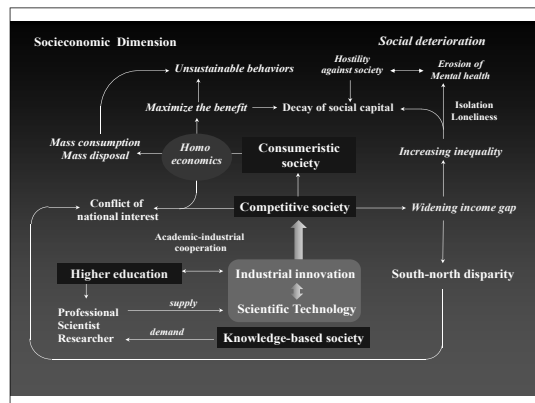 Socieconomic Dimension
Social deterioration
Unsustainable behaviors
Hostility
against society
Erosion of
Mental health
Maximize the benefit
Decay of social capital
Isolation
Loneliness
Mass consumption
Mass disposal
Homo
economics
Consumeristic
society
Increasing inequality
Conflict of
national interest
Competitive society
Widening income gap
Academic-industrial
cooperation
Higher education
Industrial innovation
South-north disparity
Professional
Scientist
Researcher
supply
Scientific Technology
demand
Knowledge-based society